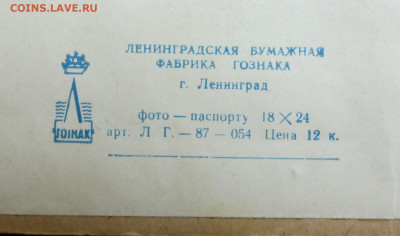 COINS.LAVE.RU
ЛЕНИНГРАДСКАЯ БУМАЖНАЯ
ФАБРИКА ГОЗНАКА
г. Ленинград
ГОЗНАК
фото — паспорту 18 × 24
арт. Л Г. — 87 — 054 Цена 12 к.